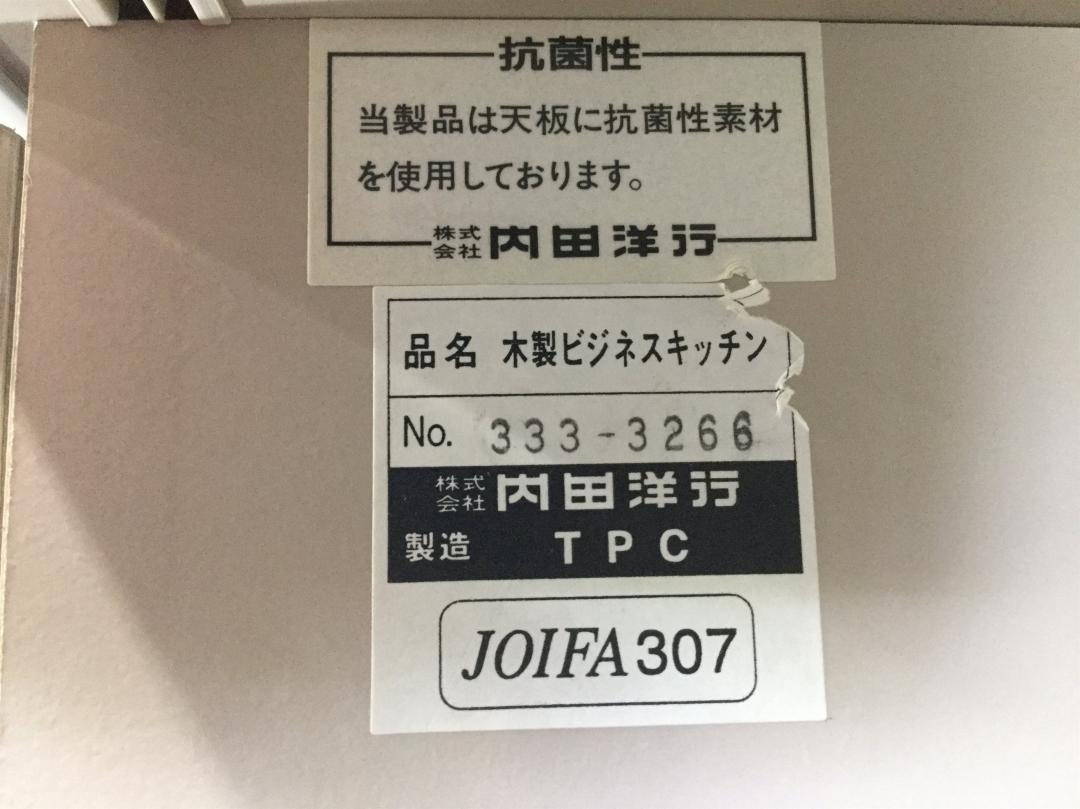 抗菌性
当製品は天板に抗菌性素材
を使用しております。
株式会社 内田洋行
品名 木製ビジネスキッチン
No. 333-3266
株式会社 内田洋行
製造 TPC
JOIFA307